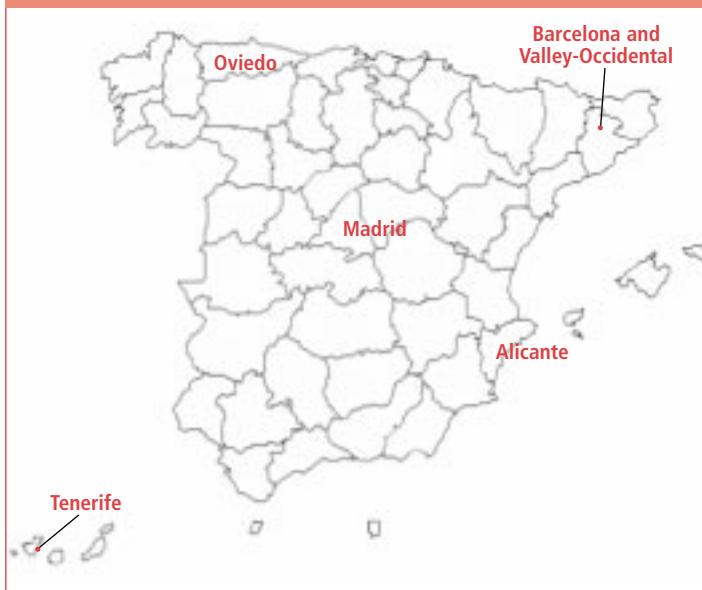 Oviedo
Barcelona and
Valley-Occidental
Madrid
Alicante
Tenerife